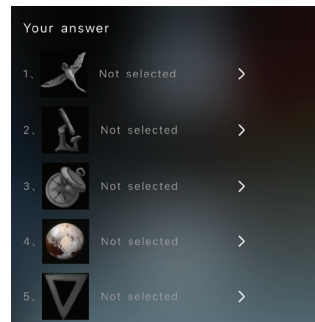 Your answer
1、 Not selected
2、 Not selected
3、 Not selected
4、 Not selected
5、 Not selected